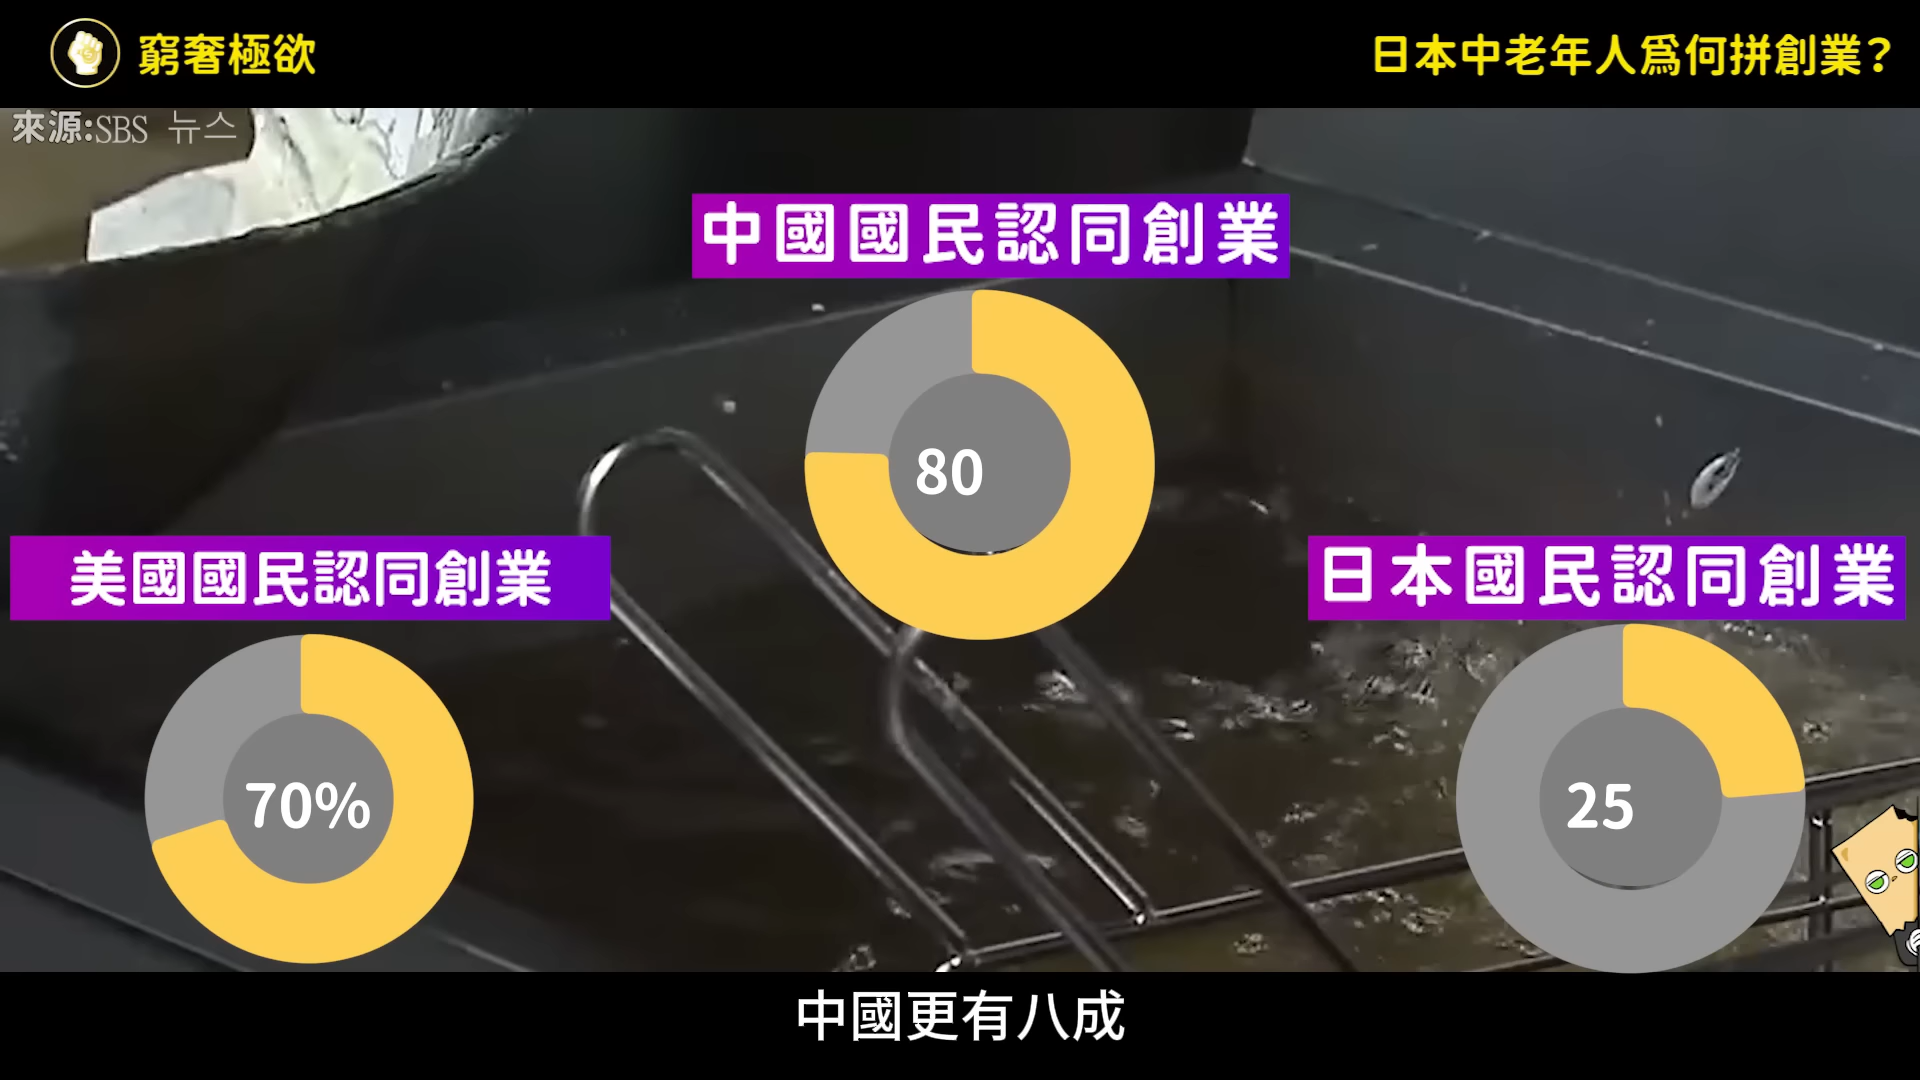 窮奢極欲
日本中老年人爲何拼創業?
來源:SBS 뉴스
中國國民認同創業
80
美國國民認同創業
70%
日本國民認同創業
25
中國更有八成